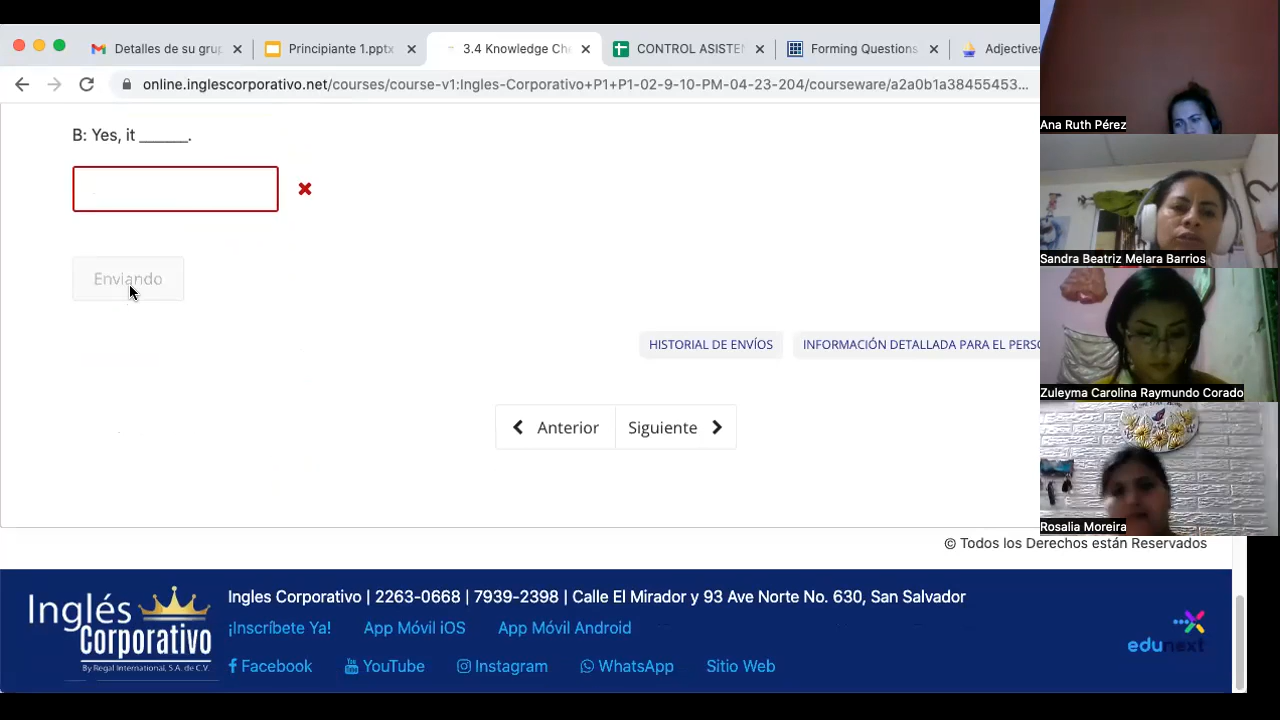 Detalles de su gru
Principiante 1.pptx
3.4 Knowledge Che
CONTROL ASISTEN
Forming Questions,
Adjectives
online.inglescorporativo.net/courses/course-v1:Ingles-Corporativo+P1+P1-02-9-10-PM-04-23-204/courseware/a2a0b1a38455453...
Ana Ruth Pérez
B: Yes, it ______.
Enviando
Sandra Beatriz Melara Barrios
HISTORIAL DE ENVÍOS
INFORMACIÓN DETALLADA PARA EL PERSO
Zuleyma Carolina Raymundo Corado
Anterior
Siguiente
Rosalia Moreira
© Todos los Derechos están Reservados
Inglés Corporativo
By Regal International, S.A. de C.V.
Ingles Corporativo | 2263-0668 | 7939-2398 | Calle El Mirador y 93 Ave Norte No. 630, San Salvador
¡Inscríbete Ya!
App Móvil iOS
App Móvil Android
Facebook
YouTube
Instagram
WhatsApp
Sitio Web
edunext